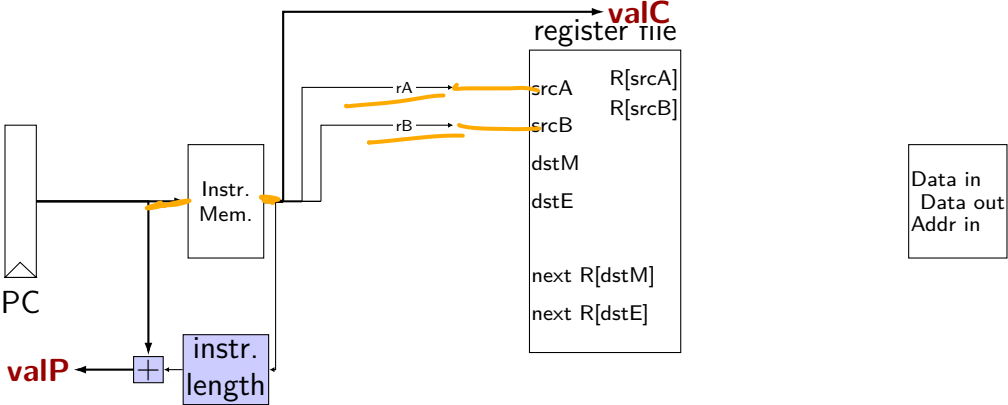 valC
register file
rA
srcA
R[srcA]
R[srcB]
rB
srcB
dstM
dstE
next R[dstM]
next R[dstE]
Instr.
Mem.
Data in
Data out
Addr in
PC
instr.
length
+
valP